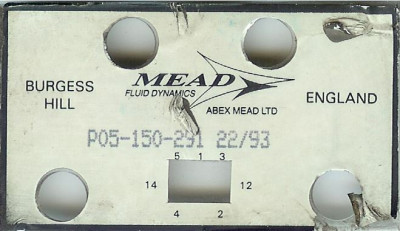 MEAD
FLUID DYNAMICS
ABEX MEAD LTD
BURGESS
HILL
ENGLAND
P05-150-291 22/93
5 1 3
14 12
4 2